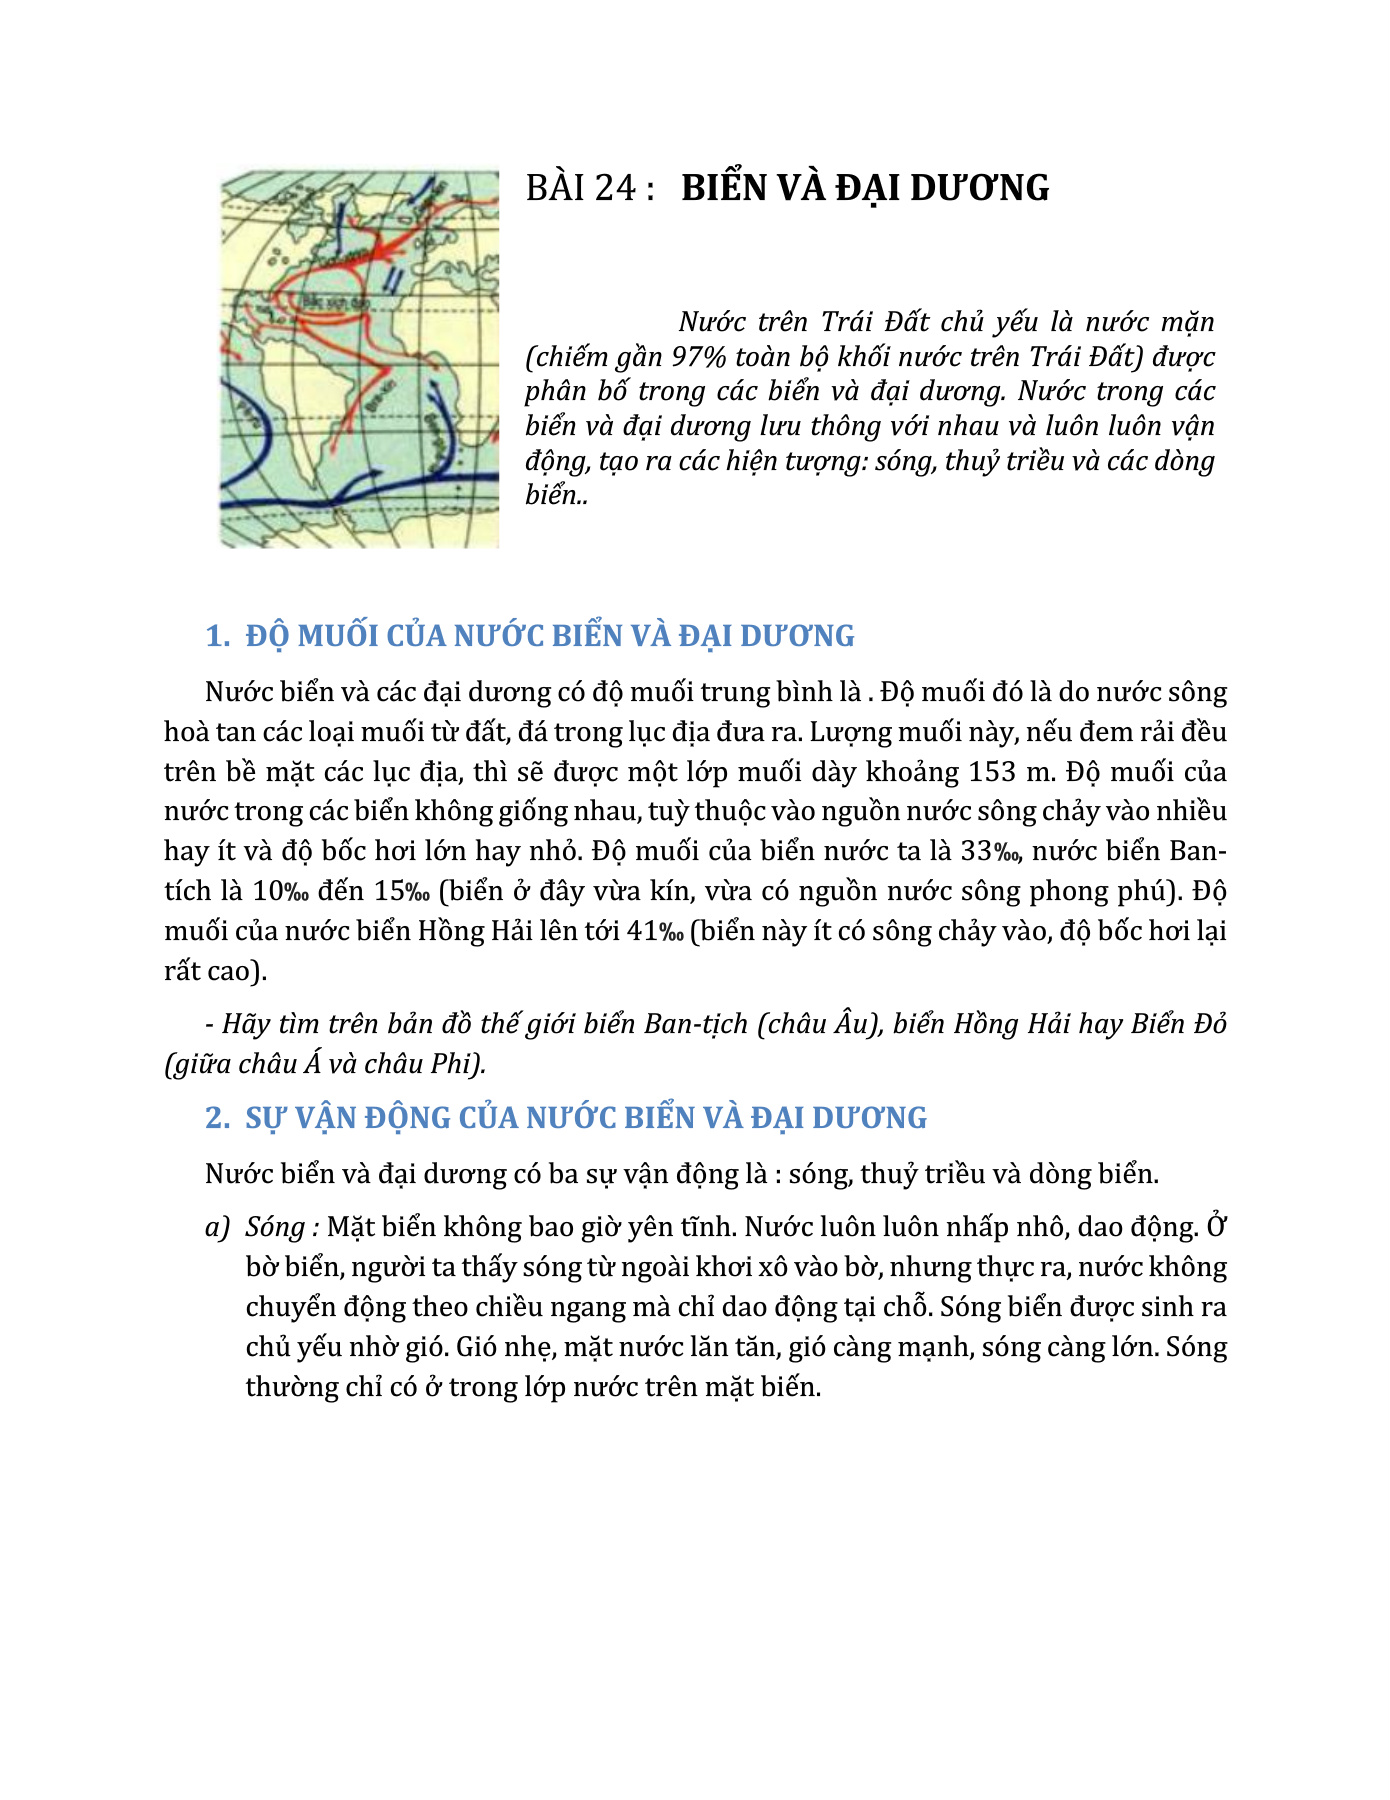 BÀI 24 : BIỂN VÀ ĐẠI DƯƠNG
Nước trên Trái Đất chủ yếu là nước mặn
(chiếm gần 97% toàn bộ khối nước trên Trái Đất) được
phân bố trong các biển và đại dương. Nước trong các
biển và đại dương lưu thông với nhau và luôn luôn vận
động, tạo ra các hiện tượng: sóng, thuỷ triều và các dòng
biển..
Bắc xích đạo
Bra-xin
Pê-ru
1. ĐỘ MUỐI CỦA NƯỚC BIỂN VÀ ĐẠI DƯƠNG
Nước biển và các đại dương có độ muối trung bình là . Độ muối đó là do nước sông
hoà tan các loại muối từ đất, đá trong lục địa đưa ra. Lượng muối này, nếu đem rải đều
trên bề mặt các lục địa, thì sẽ được một lớp muối dày khoảng 153 m. Độ muối của
nước trong các biển không giống nhau, tuỳ thuộc vào nguồn nước sông chảy vào nhiều
hay ít và độ bốc hơi lớn hay nhỏ. Độ muối của biển nước ta là 33‰, nước biển Ban-
tích là 10‰ đến 15‰ (biển ở đây vừa kín, vừa có nguồn nước sông phong phú). Độ
muối của nước biển Hồng Hải lên tới 41‰ (biển này ít có sông chảy vào, độ bốc hơi lại
rất cao).
- Hãy tìm trên bản đồ thế giới biển Ban-tịch (châu Âu), biển Hồng Hải hay Biển Đỏ
(giữa châu Á và châu Phi).
2. SỰ VẬN ĐỘNG CỦA NƯỚC BIỂN VÀ ĐẠI DƯƠNG
Nước biển và đại dương có ba sự vận động là : sóng, thuỷ triều và dòng biển.
a) Sóng : Mặt biển không bao giờ yên tĩnh. Nước luôn luôn nhấp nhô, dao động. Ở
bờ biển, người ta thấy sóng từ ngoài khơi xô vào bờ, nhưng thực ra, nước không
chuyển động theo chiều ngang mà chỉ dao động tại chỗ. Sóng biển được sinh ra
chủ yếu nhờ gió. Gió nhẹ, mặt nước lăn tăn, gió càng mạnh, sóng càng lớn. Sóng
thường chỉ có ở trong lớp nước trên mặt biến.